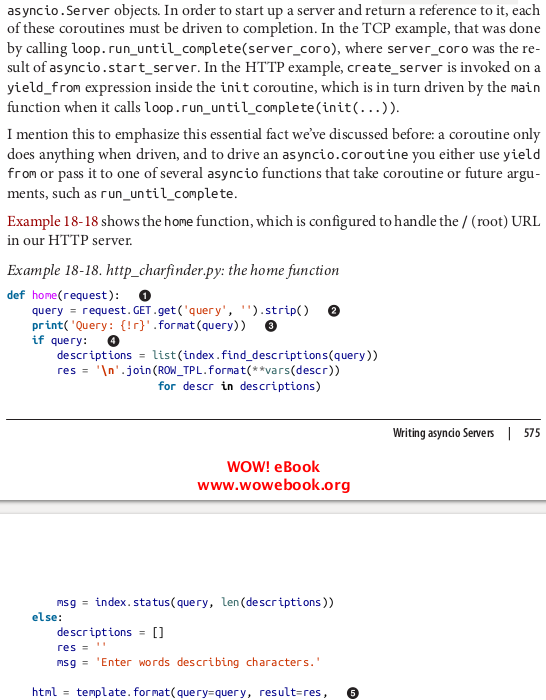 asyncio.Server objects. In order to start up a server and return a reference to it, each
of these coroutines must be driven to completion. In the TCP example, that was done
by calling loop.run_until_complete(server_coro), where server_coro was the re‐
sult of asyncio.start_server. In the HTTP example, create_server is invoked on a
yield_from expression inside the init coroutine, which is in turn driven by the main
function when it calls loop.run_until_complete(init(...)).
I mention this to emphasize this essential fact we’ve discussed before: a coroutine only
does anything when driven, and to drive an asyncio.coroutine you either use yield
from or pass it to one of several asyncio functions that take coroutine or future argu‐
ments, such as run_until_complete.
Example 18-18 shows the home function, which is configured to handle the / (root) URL
in our HTTP server.
Example 18-18. http_charfinder.py: the home function
def home(request): ❶
    query = request.GET.get('query', '').strip() ❷
    print('Query: {!r}'.format(query)) ❸
    if query: ❹
        descriptions = list(index.find_descriptions(query))
        res = '\n'.join(ROW_TPL.format(**vars(descr))
                        for descr in descriptions)
Writing asyncio Servers | 575
WOW! eBook
www.wowebook.org
        msg = index.status(query, len(descriptions))
    else:
        descriptions = []
        res = ''
        msg = 'Enter words describing characters.'
    html = template.format(query=query, result=res, ❺